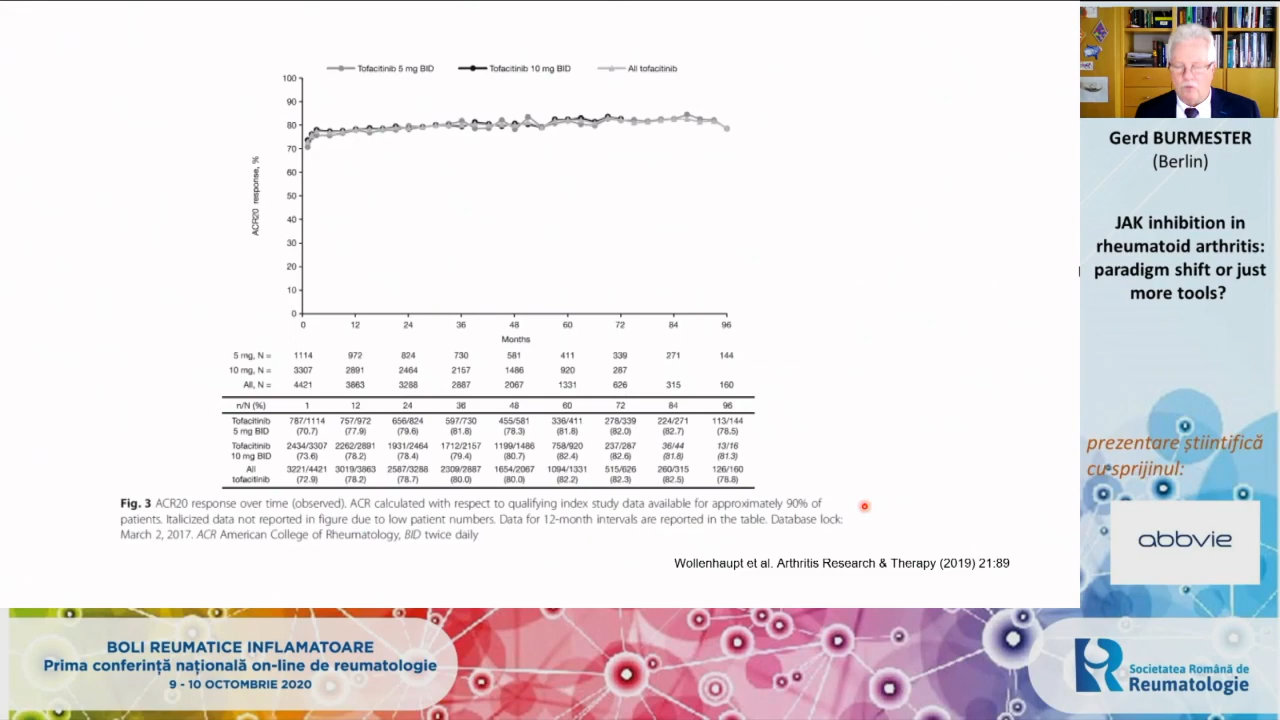 Tofacitinib 5 mg BID Tofacitinib 10 mg BID All tofacitinib
100
90
80
70
60
50
40
30
20
10
0
ACR20 response, %
0 12 24 36 48 60 72 84 96
Months
5 mg, N = 1114 972 824 730 581 411 339 271 144
10 mg, N = 3307 2891 2464 2157 1486 920 287
All, N = 4421 3863 3288 2887 2067 1331 626 315 160
n/N (%) 1 12 24 36 48 60 72 84 96
Tofacitinib 787/1114 757/972 656/824 597/730 455/581 336/411 278/339 224/271 113/144
5 mg BID (70.7) (77.9) (79.6) (81.8) (78.3) (81.8) (82.0) (82.7) (78.5)
Tofacitinib 2434/3307 2262/2891 1931/2464 1712/2157 1199/1486 758/920 237/287 36/44 13/16
10 mg BID (73.6) (78.2) (78.4) (79.4) (80.7) (82.4) (82.6) (81.8) (81.3)
All 3221/4421 3019/3863 2587/3288 2309/2887 1654/2067 1094/1331 515/626 260/315 126/160
tofacitinib (72.9) (78.2) (78.7) (80.0) (80.0) (82.2) (82.3) (82.5) (78.8)
Fig. 3 ACR20 response over time (observed). ACR calculated with respect to qualifying index study data available for approximately 90% of
patients. Italicized data not reported in figure due to low patient numbers. Data for 12-month intervals are reported in the table. Database lock:
March 2, 2017. ACR American College of Rheumatology, BID twice daily
Wollenhaupt et al. Arthritis Research & Therapy (2019) 21:89
Gerd BURMESTER
(Berlin)
JAK inhibition in
rheumatoid arthritis:
paradigm shift or just
more tools?
prezentare științifică
cu sprijinul:
abbvie
BOLI REUMATICE INFLAMATOARE
Prima conferință națională on-line de reumatologie
9 - 10 OCTOMBRIE 2020
Societatea Română de
Reumatologie